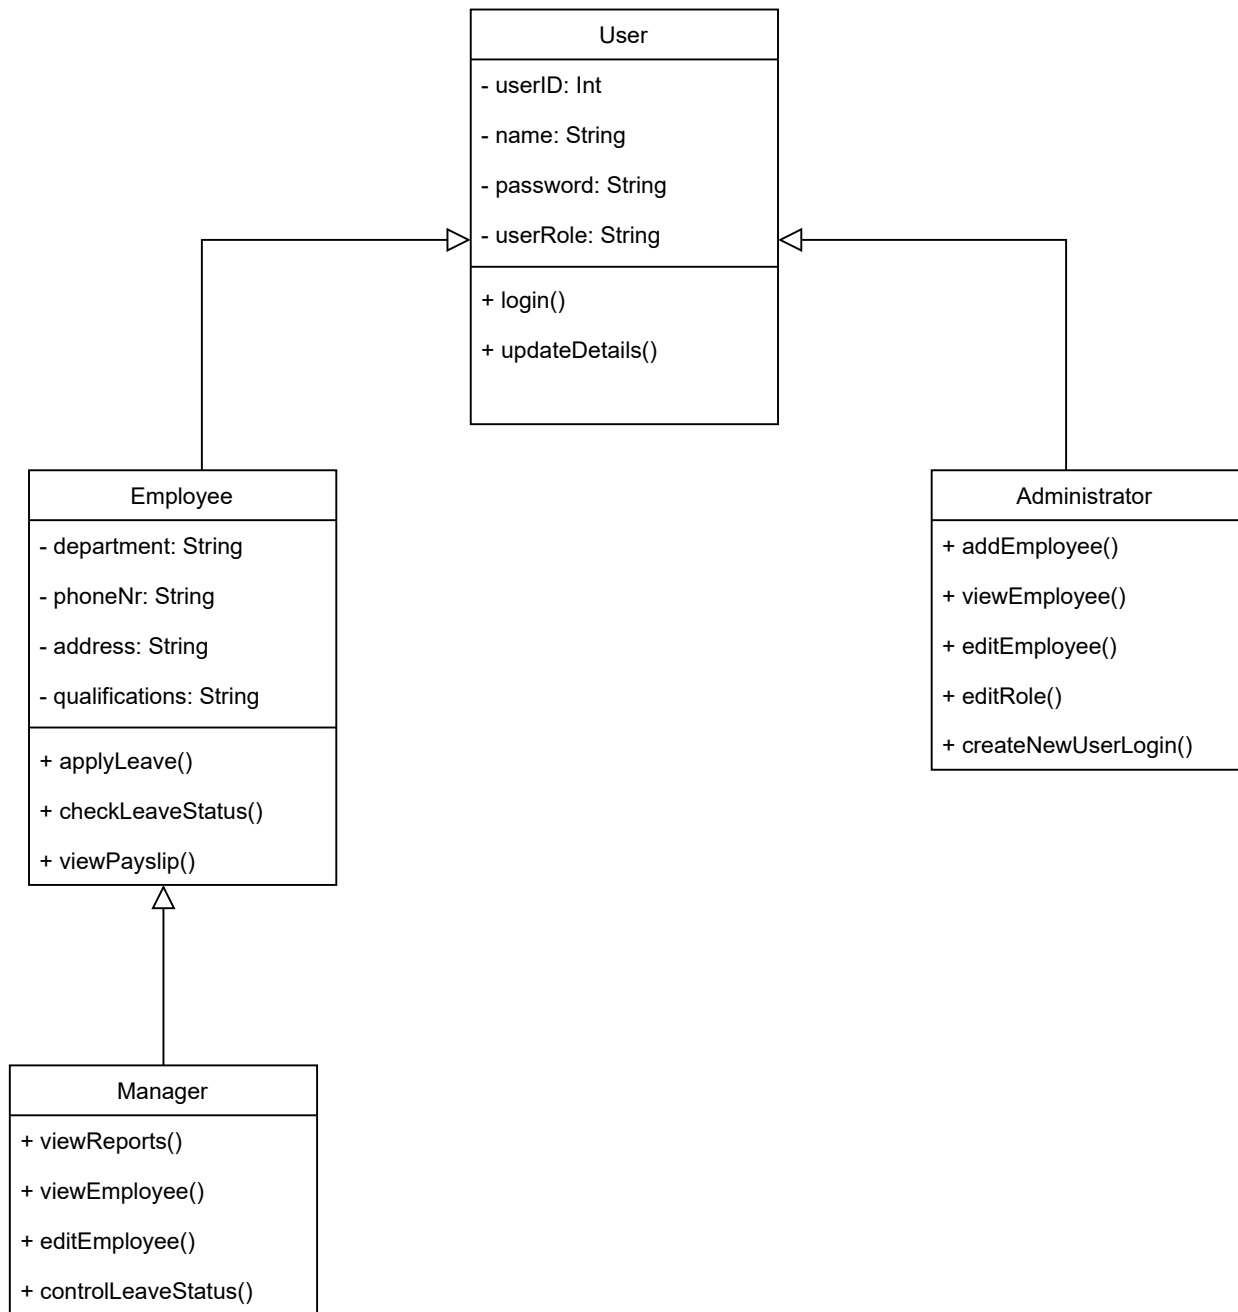 User
- userID: Int
- name: String
- password: String
- userRole: String
+ login()
+ updateDetails()
Employee
- department: String
- phoneNr: String
- address: String
- qualifications: String
+ applyLeave()
+ checkLeaveStatus()
+ viewPayslip()
Administrator
+ addEmployee()
+ viewEmployee()
+ editEmployee()
+ editRole()
+ createNewUserLogin()
Manager
+ viewReports()
+ viewEmployee()
+ editEmployee()
+ controlLeaveStatus()